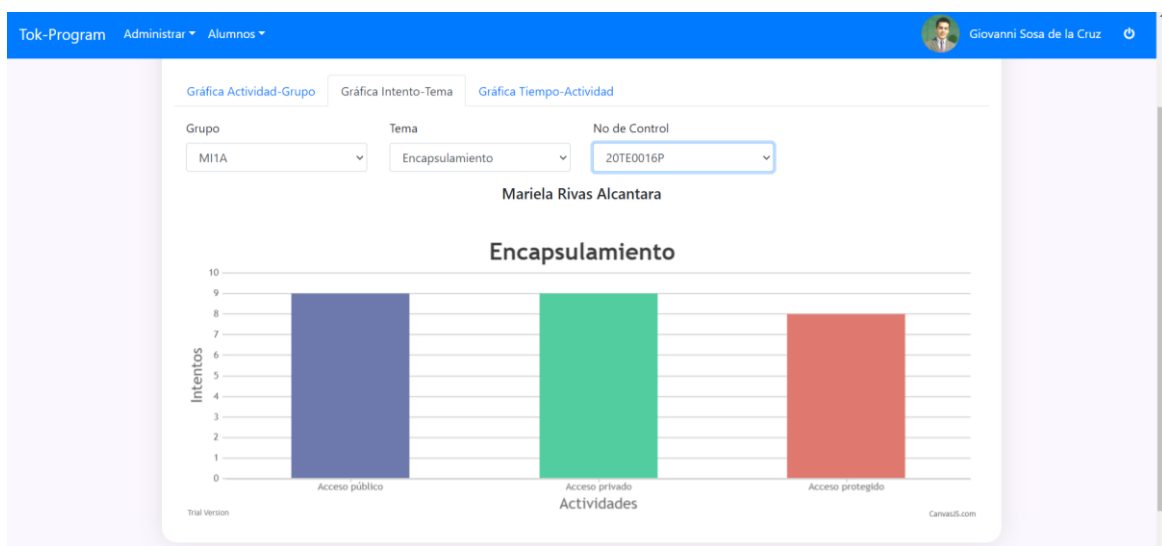 Tok-Program Administrar Alumnos Giovanni Sosa de la Cruz
Gráfica Actividad-Grupo Gráfica Intento-Tema Gráfica Tiempo-Actividad
Grupo Tema No de Control
MI1A Encapsulamiento 20TE0016P
Mariela Rivas Alcantara
Encapsulamiento
10
9
8
7
6
5
4
3
2
1
0
Intentos
Acceso público Acceso privado Acceso protegido
Actividades
Trial Version CanvasJS.com